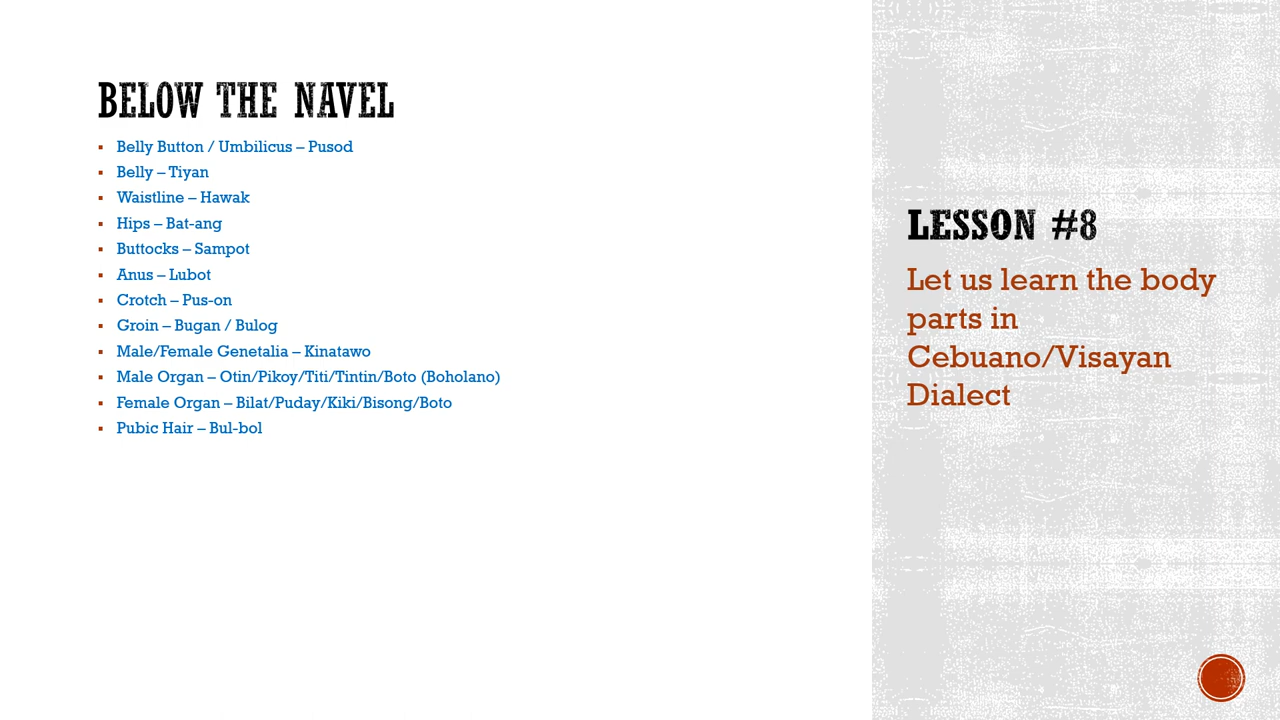 BELOW THE NAVEL
▪ Belly Button / Umbilicus – Pusod
▪ Belly – Tiyan
▪ Waistline – Hawak
▪ Hips – Bat-ang
▪ Buttocks – Sampot
▪ Anus – Lubot
▪ Crotch – Pus-on
▪ Groin – Bugan / Bulog
▪ Male/Female Genetalia – Kinatawo
▪ Male Organ – Otin/Pikoy/Titi/Tintin/Boto (Boholano)
▪ Female Organ – Bilat/Puday/Kiki/Bisong/Boto
▪ Pubic Hair – Bul-bol
LESSON #8
Let us learn the body
parts in
Cebuano/Visayan
Dialect